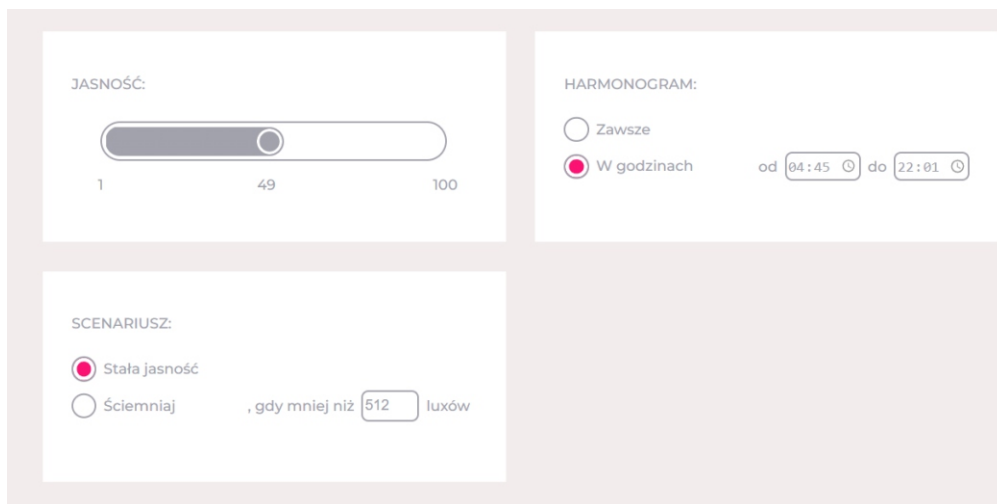 JASNOŚĆ:
1 49 100
HARMONOGRAM:
Zawsze
W godzinach od 04:45 do 22:01
SCENARIUSZ:
Stała jasność
Ściemniaj , gdy mniej niż 512 luxów